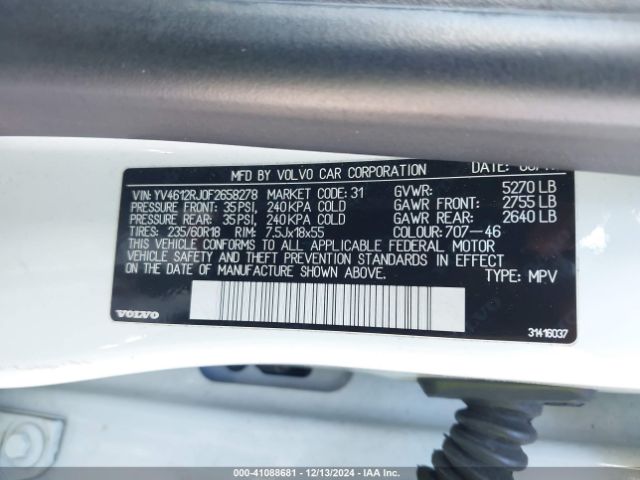 MFD BY VOLVO CAR CORPORATION DATE:
VIN: YV4612RJ0F2658278 MARKET CODE: 31 GVWR: 5270 LB
PRESSURE FRONT: 35 PSI, 240 KPA COLD GAWR FRONT: 2755 LB
PRESSURE REAR: 35 PSI, 240 KPA COLD GAWR REAR: 2640 LB
TIRES: 235/60R18 RIM: 7.5Jx18x55 COLOUR: 707-46
THIS VEHICLE CONFORMS TO ALL APPLICABLE FEDERAL MOTOR
VEHICLE SAFETY AND THEFT PREVENTION STANDARDS IN EFFECT
ON THE DATE OF MANUFACTURER SHOWN ABOVE. TYPE: MPV
VOLVO 31416037
000-41088681 - 12/13/2024 - IAA Inc.